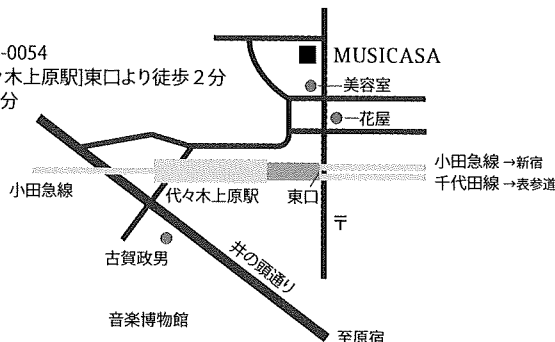 -0054
木上原駅]東口より徒歩2分
分
MUSICASA
美容室
花屋
小田急線 →新宿
千代田線 →表参道
小田急線
代々木上原駅
東口
〒
古賀政男
井の頭通り
音楽博物館
至原宿